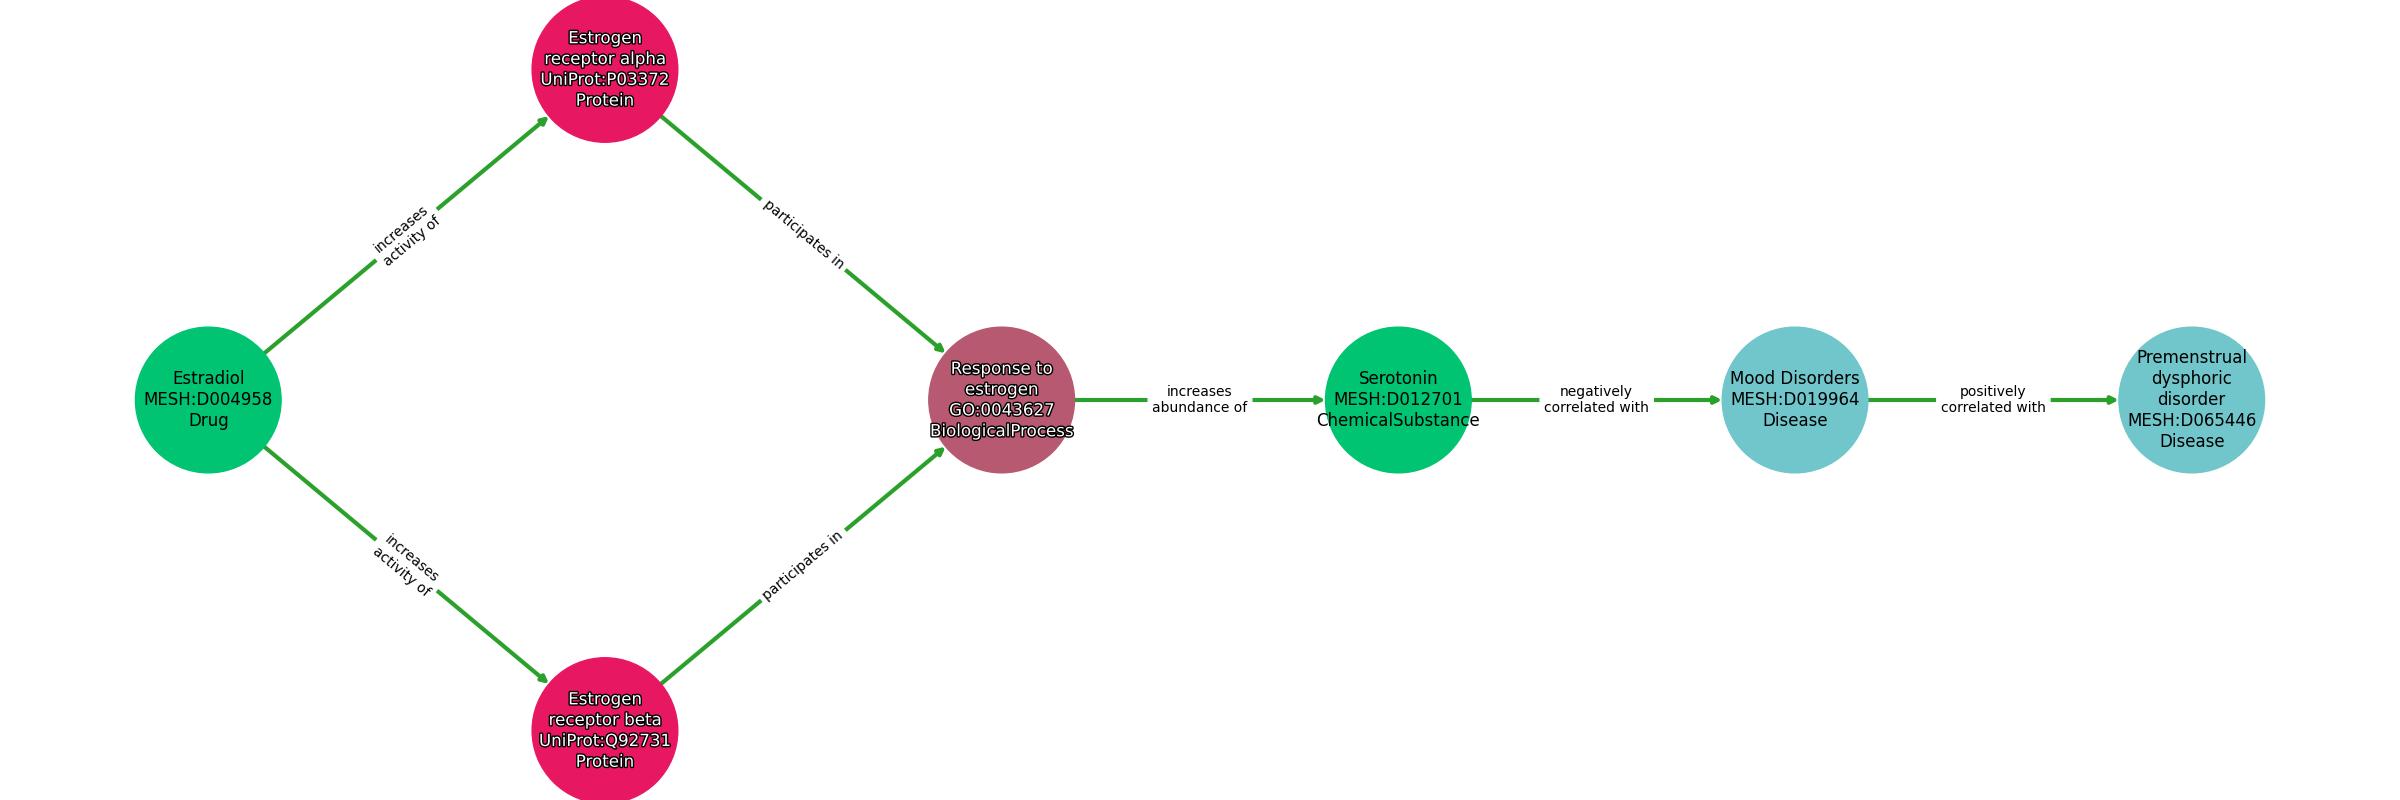 Estrogen
receptor alpha
UniProt:P03372
Protein
increases
activity of
participates in
Estradiol
MESH:D004958
Drug
Response to
estrogen
GO:0043627
BiologicalProcess
increases
abundance of
Serotonin
MESH:D012701
ChemicalSubstance
negatively
correlated with
Mood Disorders
MESH:D019964
Disease
positively
correlated with
Premenstrual
dysphoric
disorder
MESH:D065446
Disease
increases
activity of
participates in
Estrogen
receptor beta
UniProt:Q92731
Protein